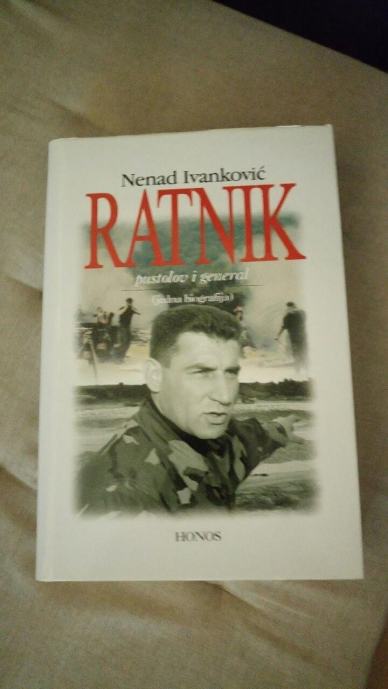 Nenad Ivanković
RATNIK
pustolov i general
(jedna biografija)
HONOS